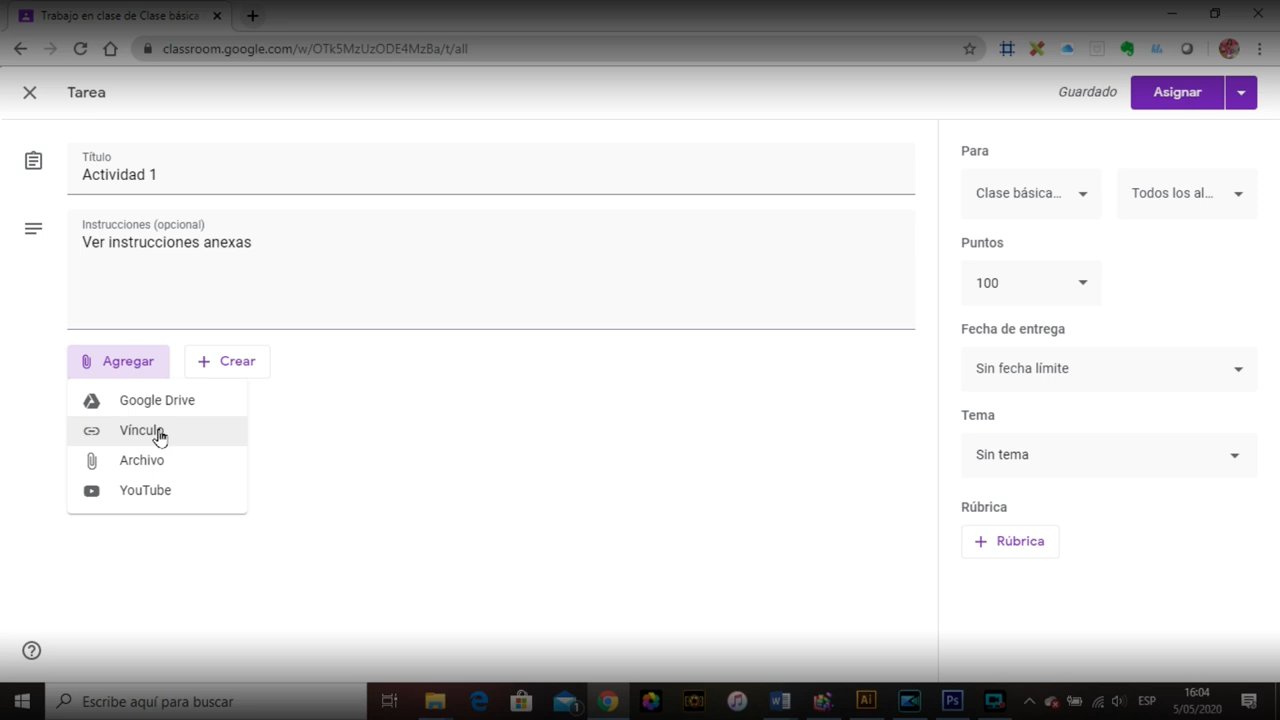 Trabajo en clase de Clase básica
classroom.google.com/w/OTk5MzUzODE4MzBa/t/all
Tarea
Guardado
Asignar
Título
Actividad 1
Instrucciones (opcional)
Ver instrucciones anexas
Agregar
Crear
Google Drive
Vínculo
Archivo
YouTube
Para
Clase básica...
Todos los al...
Puntos
100
Fecha de entrega
Sin fecha límite
Tema
Sin tema
Rúbrica
Rúbrica
Escribe aquí para buscar
1
W
Ai
Ps
ESP
16:04
5/05/2020